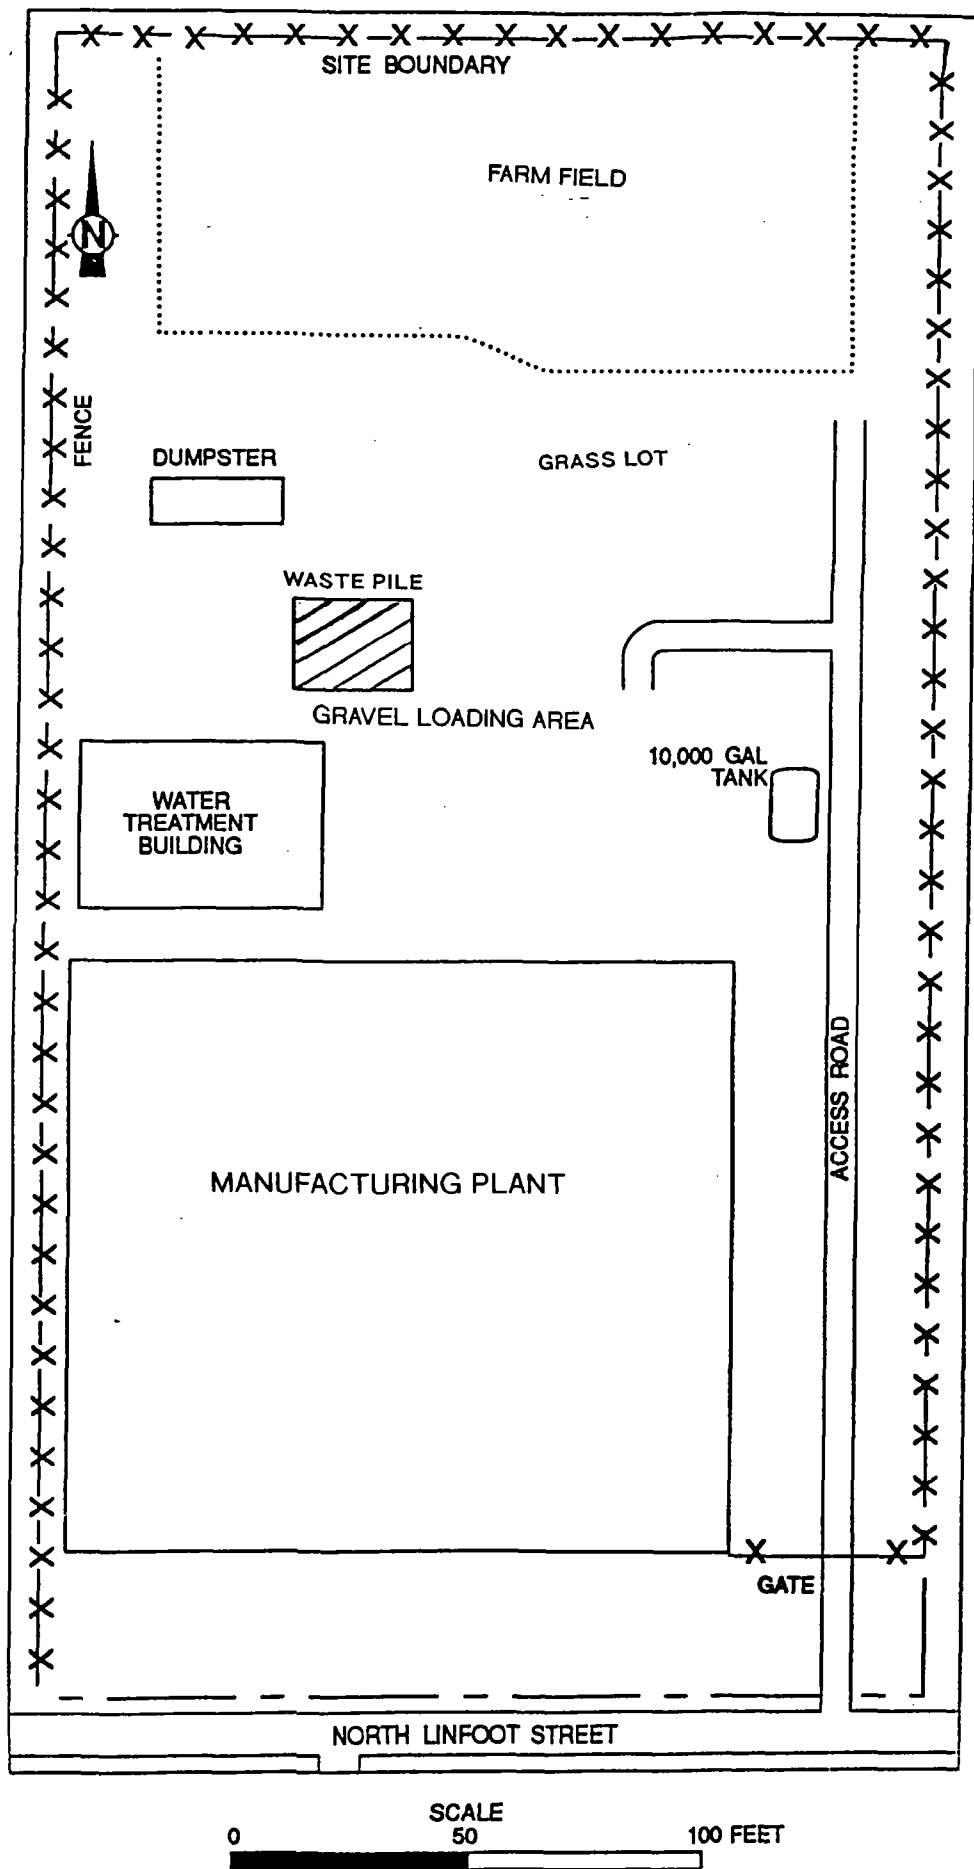 SITE BOUNDARY
FARM FIELD
N
FENCE
DUMPSTER
GRASS LOT
WASTE PILE
GRAVEL LOADING AREA
10,000 GAL
TANK
WATER
TREATMENT
BUILDING
ACCESS ROAD
MANUFACTURING PLANT
GATE
NORTH LINFOOT STREET
SCALE
0 50 100 FEET